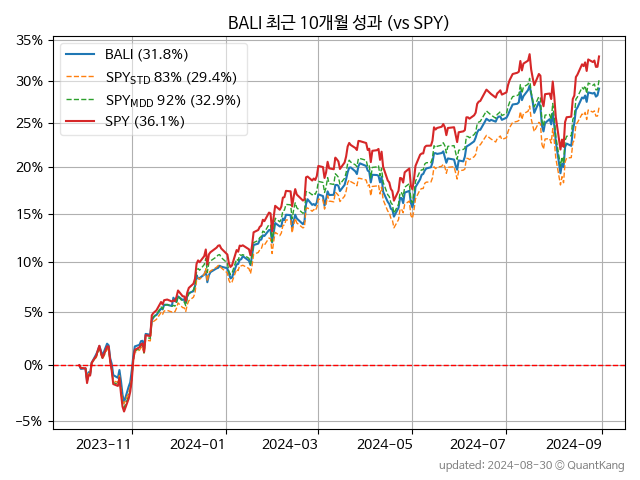 BALI 최근 10개월 성과 (vs SPY)
35%
30%
25%
20%
15%
10%
5%
0%
−5%
BALI (31.8%)
SPY_STD 83% (29.4%)
SPY_MDD 92% (32.9%)
SPY (36.1%)
2023-11
2024-01
2024-03
2024-05
2024-07
2024-09
updated: 2024-08-30 © QuantKang